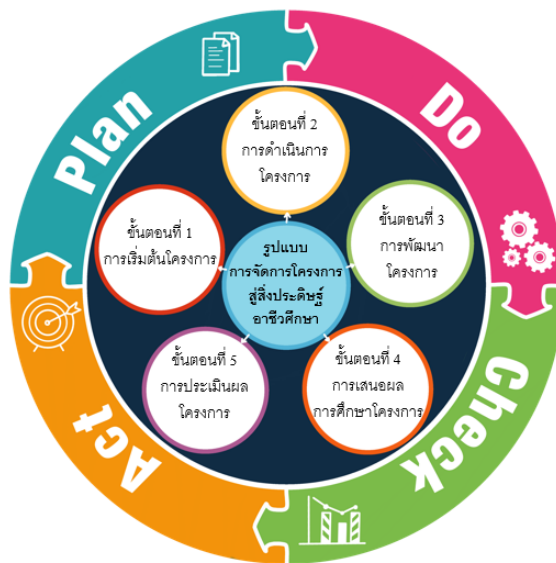 Plan
Do
Check
Act
ขั้นตอนที่ 1
การเริ่มต้นโครงการ
ขั้นตอนที่ 2
การดำเนินการ
โครงการ
ขั้นตอนที่ 3
การพัฒนา
โครงการ
ขั้นตอนที่ 4
การเสนอผล
การศึกษาโครงการ
ขั้นตอนที่ 5
การประเมินผล
โครงการ
รูปแบบ
การจัดการโครงการ
สู่สิ่งประดิษฐ์
อาชีวศึกษา